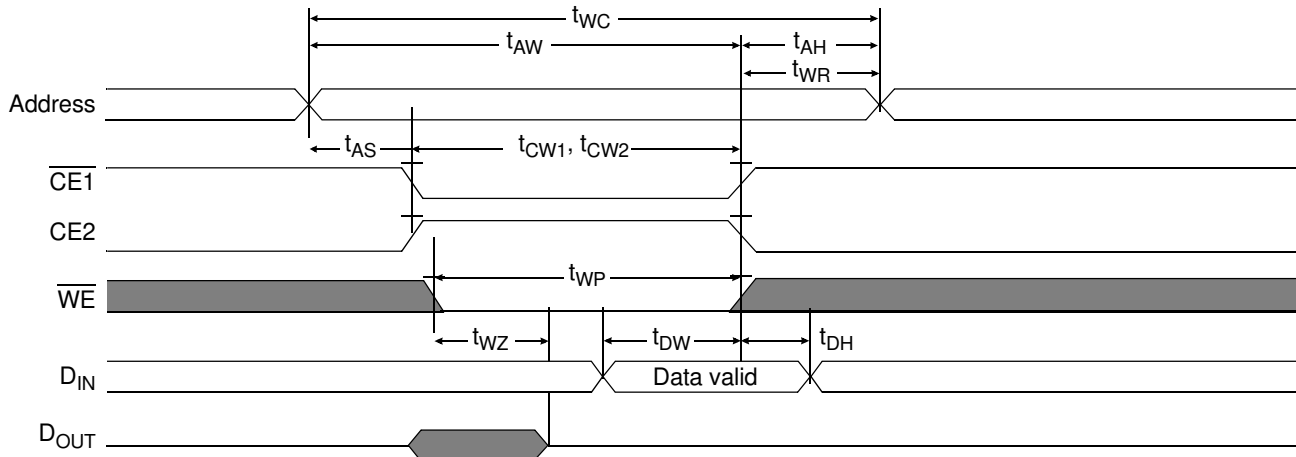 tWC
tAW tAH
tWR
Address
tAS tCW1, tCW2
CE1
CE2
tWP
WE
tWZ tDW tDH
DIN Data valid
DOUT